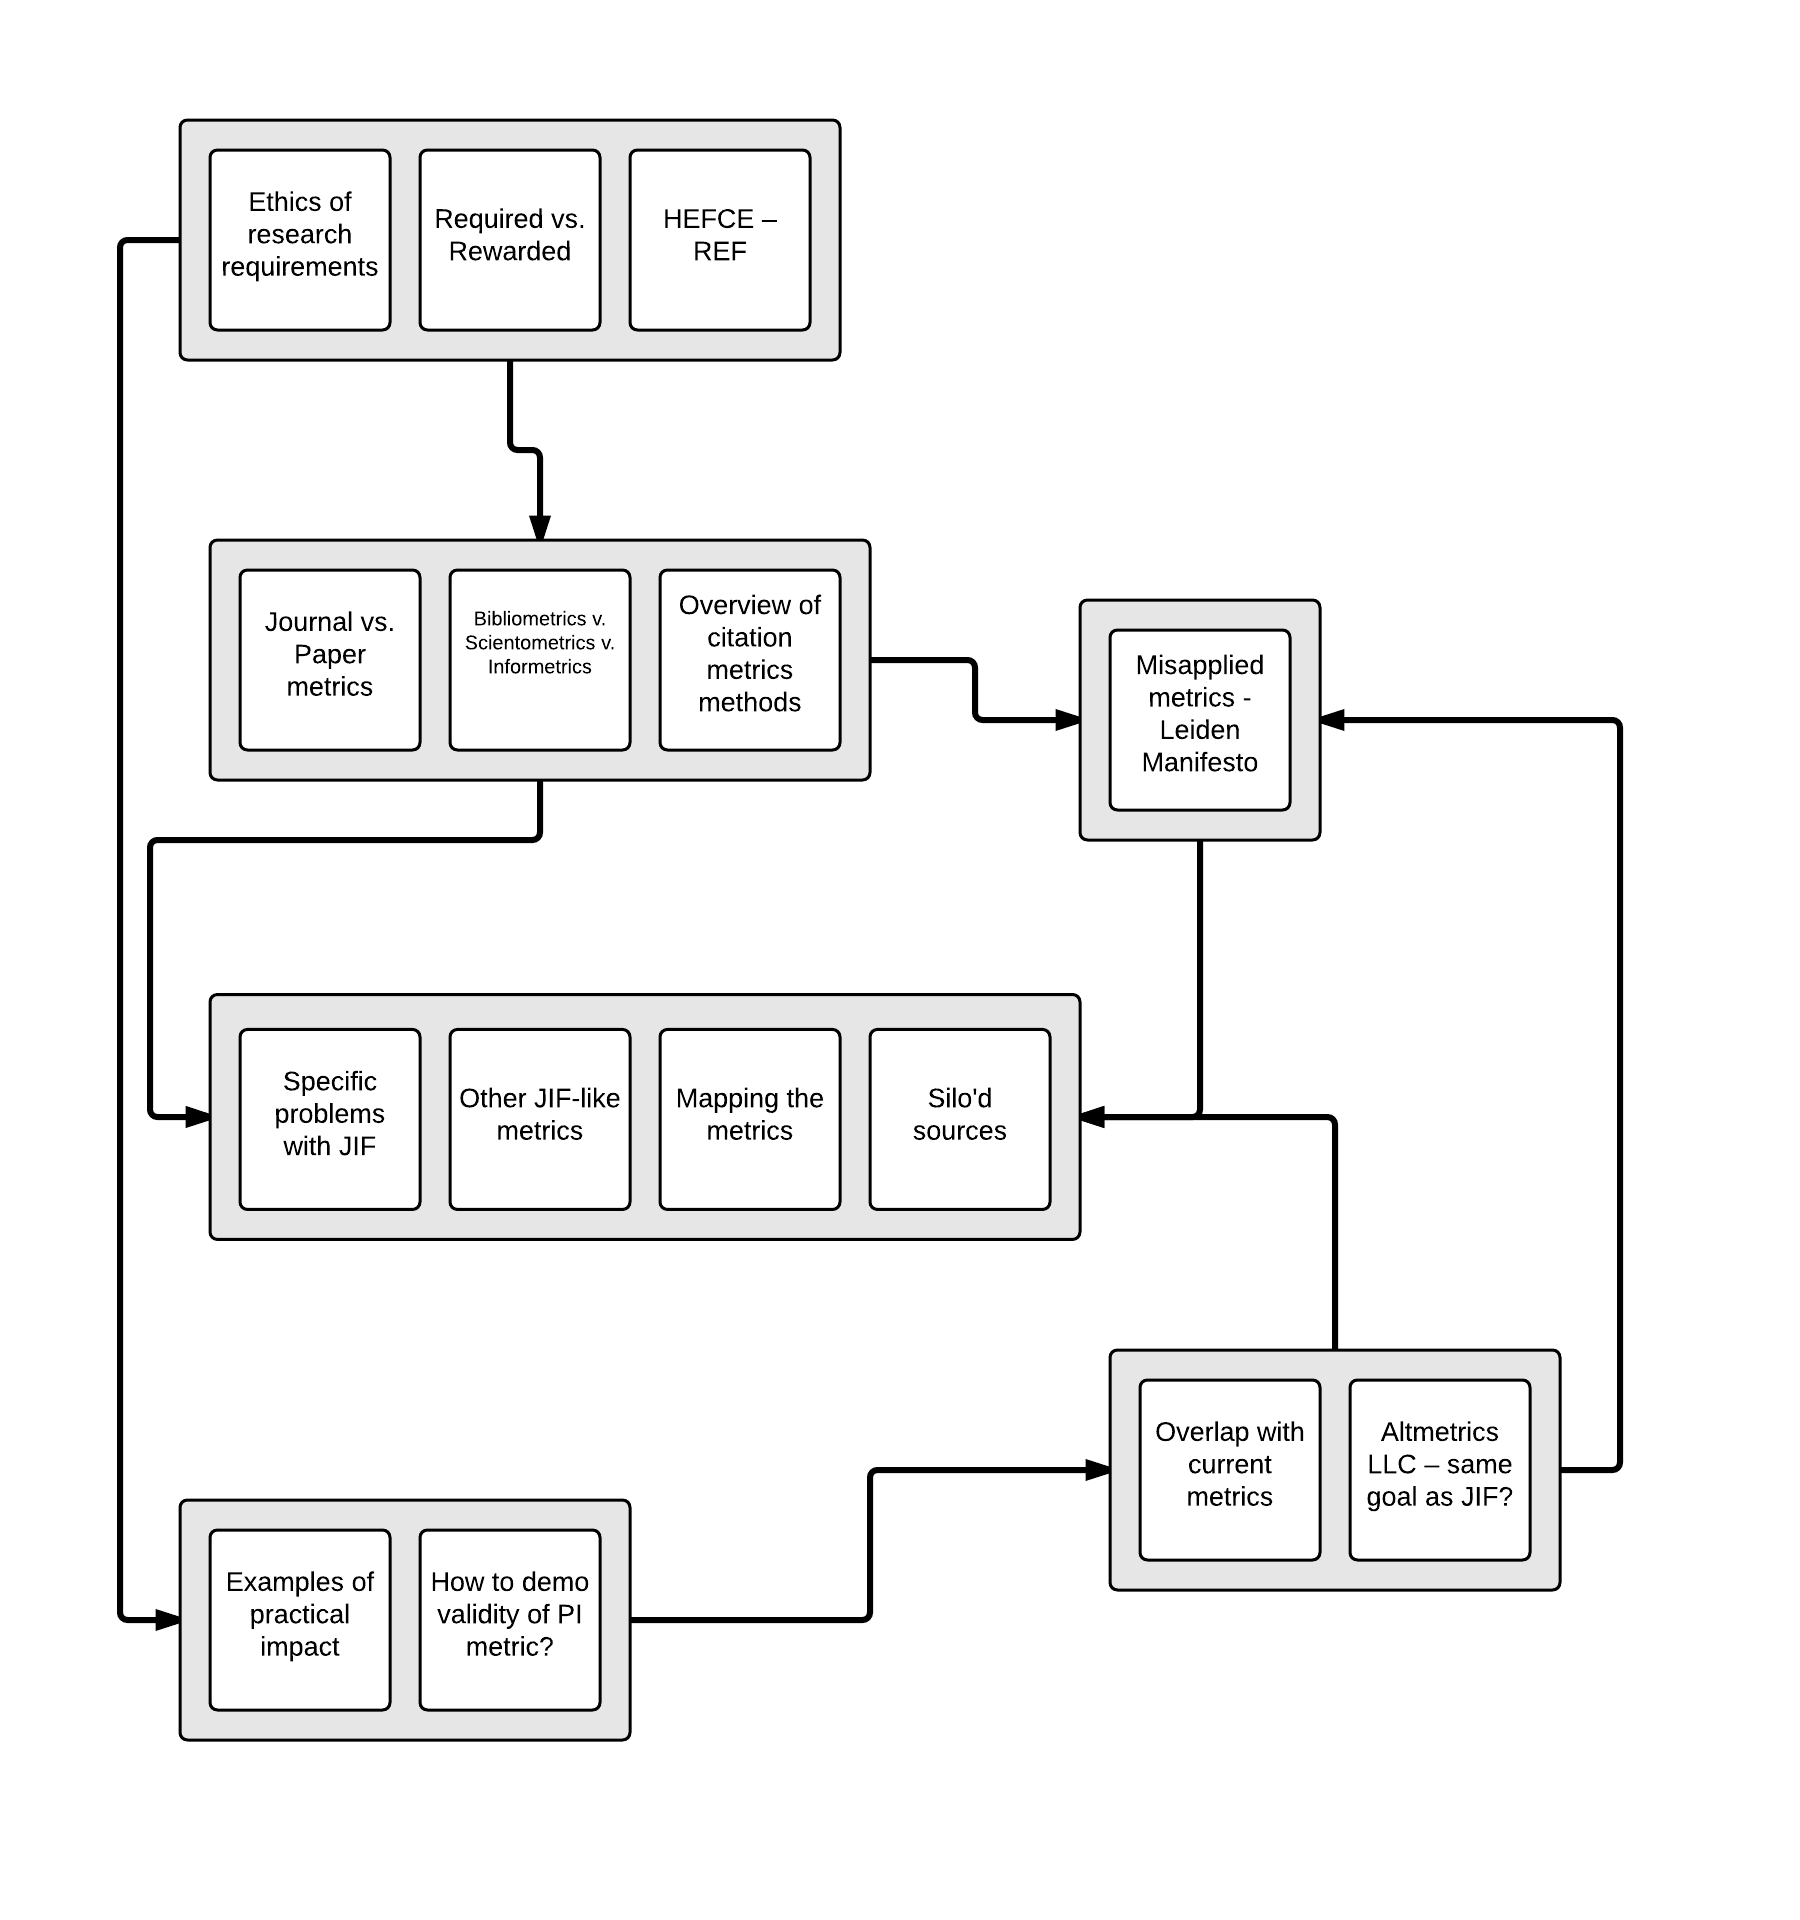 Ethics of
research
requirements
Required vs.
Rewarded
HEFCE –
REF
Journal vs.
Paper
metrics
Bibliometrics v.
Scientometrics v.
Informetrics
Overview of
citation
metrics
methods
Misapplied
metrics -
Leiden
Manifesto
Specific
problems
with JIF
Other JIF-like
metrics
Mapping the
metrics
Silo'd
sources
Overlap with
current
metrics
Altmetrics
LLC – same
goal as JIF?
Examples of
practical
impact
How to demo
validity of PI
metric?